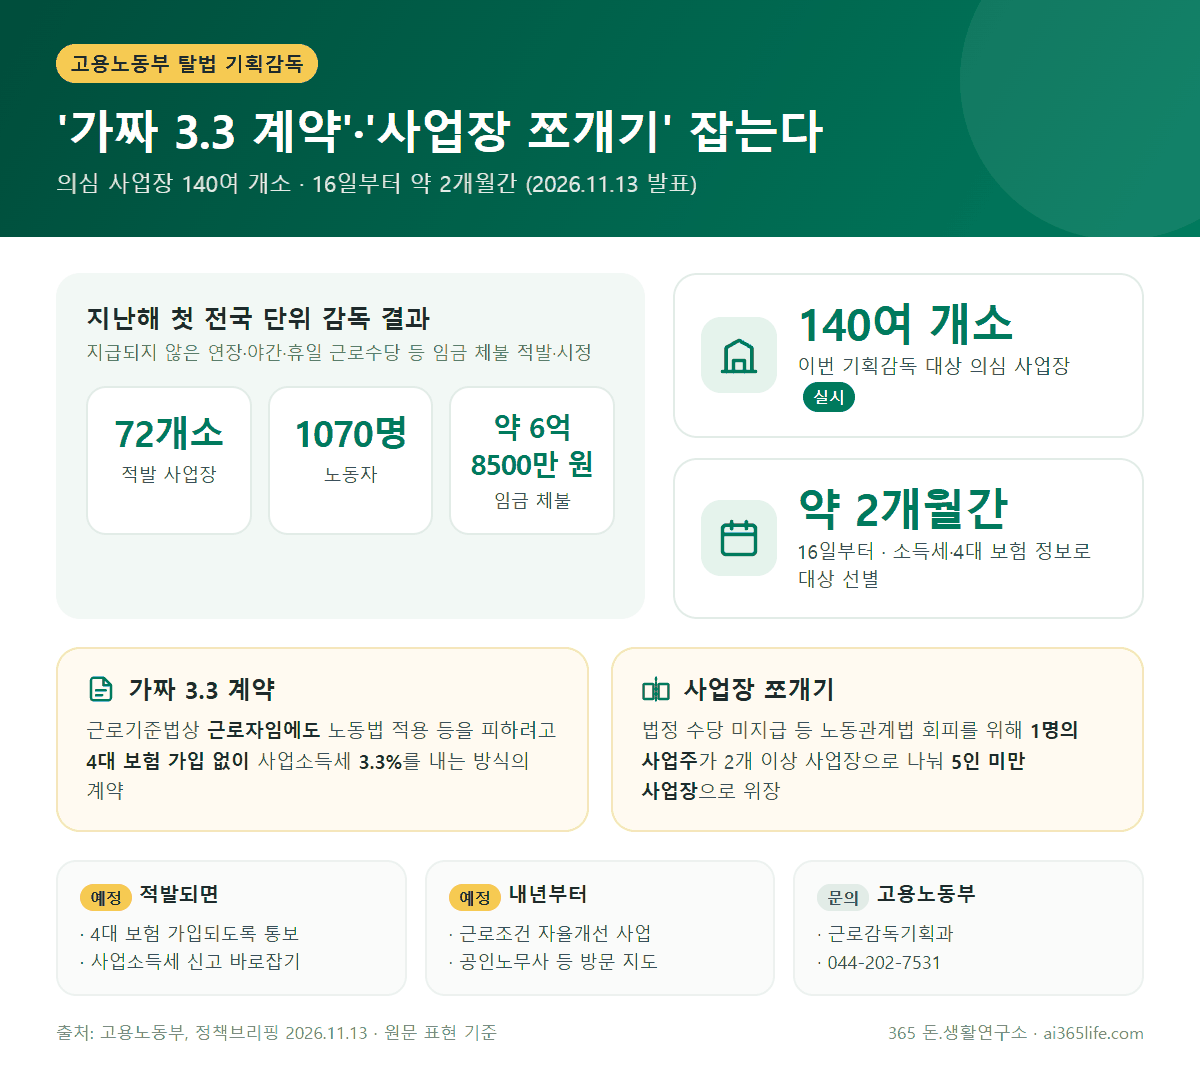 고용노동부 탈법 기획감독
'가짜 3.3 계약'·'사업장 쪼개기' 잡는다
의심 사업장 140여 개소 · 16일부터 약 2개월간 (2026.11.13 발표)
지난해 첫 전국 단위 감독 결과
지급되지 않은 연장·야간·휴일 근로수당 등 임금 체불 적발·시정
72개소
적발 사업장
1070명
노동자
약 6억
8500만 원
임금 체불
140여 개소
이번 기획감독 대상 의심 사업장
실시
약 2개월간
16일부터 · 소득세·4대 보험 정보로
대상 선별
가짜 3.3 계약
근로기준법상 근로자임에도 노동법 적용 등을 피하려고
4대 보험 가입 없이 사업소득세 3.3%를 내는 방식의
계약
사업장 쪼개기
법정 수당 미지급 등 노동관계법 회피를 위해 1명의
사업주가 2개 이상 사업장으로 나눠 5인 미만
사업장으로 위장
예정 적발되면
· 4대 보험 가입되도록 통보
· 사업소득세 신고 바로잡기
예정 내년부터
· 근로조건 자율개선 사업
· 공인노무사 등 방문 지도
문의 고용노동부
· 근로감독기획과
· 044-202-7531
출처: 고용노동부, 정책브리핑 2026.11.13 · 원문 표현 기준
365 돈.생활연구소 · ai365life.com